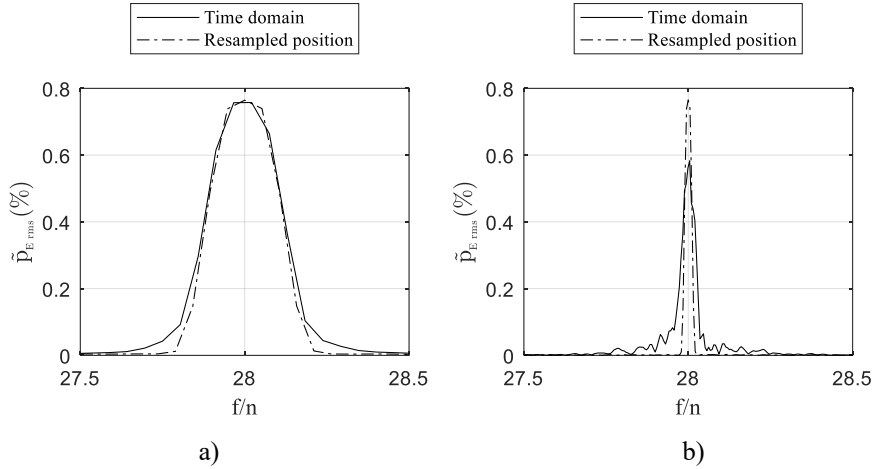 Time domain
Resampled position
0.8
0.6
0.4
0.2
0
p̃E rms (%)
27.5 28 28.5
f/n
a)
Time domain
Resampled position
0.8
0.6
0.4
0.2
0
p̃E rms (%)
27.5 28 28.5
f/n
b)